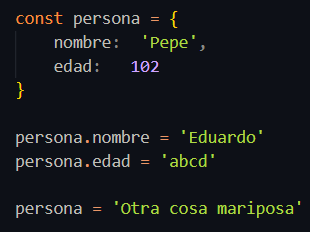 const persona = {
    nombre:  'Pepe',
    edad:   102
}
persona.nombre = 'Eduardo'
persona.edad = 'abcd'
persona = 'Otra cosa mariposa'